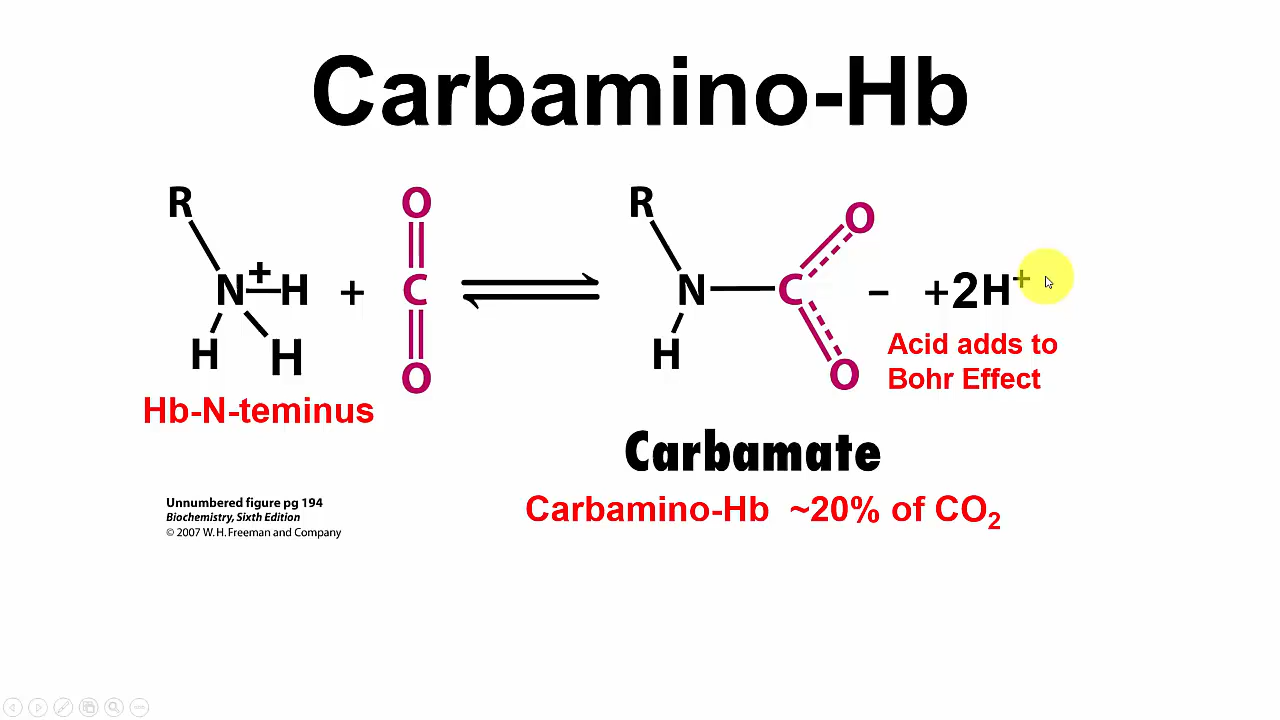 Carbamino-Hb
R
N+—H
H
H
+
O
C
O
R
N
H
C
O
O
–
+2H+
Acid adds to
Bohr Effect
Hb-N-teminus
Carbamate
Carbamino-Hb ~20% of CO2
Unnumbered figure pg 194
Biochemistry, Sixth Edition
© 2007 W. H. Freeman and Company